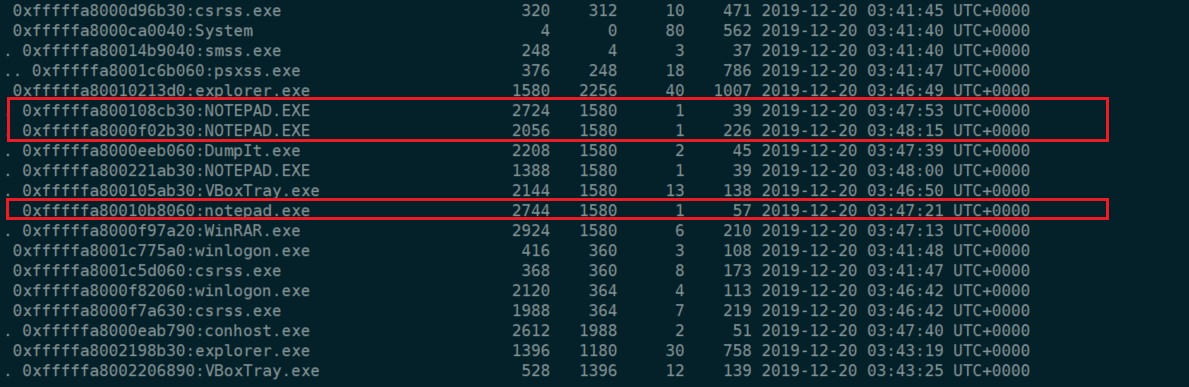 0xfffffa8000d96b30:csrss.exe 320 312 10 471 2019-12-20 03:41:45 UTC+0000
0xfffffa8000ca0040:System 4 0 80 562 2019-12-20 03:41:40 UTC+0000
. 0xfffffa80014b9040:smss.exe 248 4 3 37 2019-12-20 03:41:40 UTC+0000
.. 0xfffffa8001c6b060:psxss.exe 376 248 18 786 2019-12-20 03:41:47 UTC+0000
0xfffffa80010213d0:explorer.exe 1580 2256 40 1007 2019-12-20 03:46:49 UTC+0000
0xfffffa800108cb30:NOTEPAD.EXE 2724 1580 1 39 2019-12-20 03:47:53 UTC+0000
0xfffffa8000f02b30:NOTEPAD.EXE 2056 1580 1 226 2019-12-20 03:48:15 UTC+0000
. 0xfffffa8000eeb060:DumpIt.exe 2208 1580 2 45 2019-12-20 03:47:39 UTC+0000
. 0xfffffa800221ab30:NOTEPAD.EXE 1388 1580 1 39 2019-12-20 03:48:00 UTC+0000
. 0xfffffa800105ab30:VBoxTray.exe 2144 1580 13 138 2019-12-20 03:46:50 UTC+0000
0xfffffa80010b8060:notepad.exe 2744 1580 1 57 2019-12-20 03:47:21 UTC+0000
. 0xfffffa8000f97a20:WinRAR.exe 2924 1580 6 210 2019-12-20 03:47:13 UTC+0000
0xfffffa8001c775a0:winlogon.exe 416 360 3 108 2019-12-20 03:41:48 UTC+0000
0xfffffa8001c5d060:csrss.exe 368 360 8 173 2019-12-20 03:41:47 UTC+0000
0xfffffa8000f82060:winlogon.exe 2120 364 4 113 2019-12-20 03:46:42 UTC+0000
0xfffffa8000f7a630:csrss.exe 1988 364 7 219 2019-12-20 03:46:42 UTC+0000
. 0xfffffa8000eab790:conhost.exe 2612 1988 2 51 2019-12-20 03:47:40 UTC+0000
0xfffffa8002198b30:explorer.exe 1396 1180 30 758 2019-12-20 03:43:19 UTC+0000
. 0xfffffa8002206890:VBoxTray.exe 528 1396 12 139 2019-12-20 03:43:25 UTC+0000